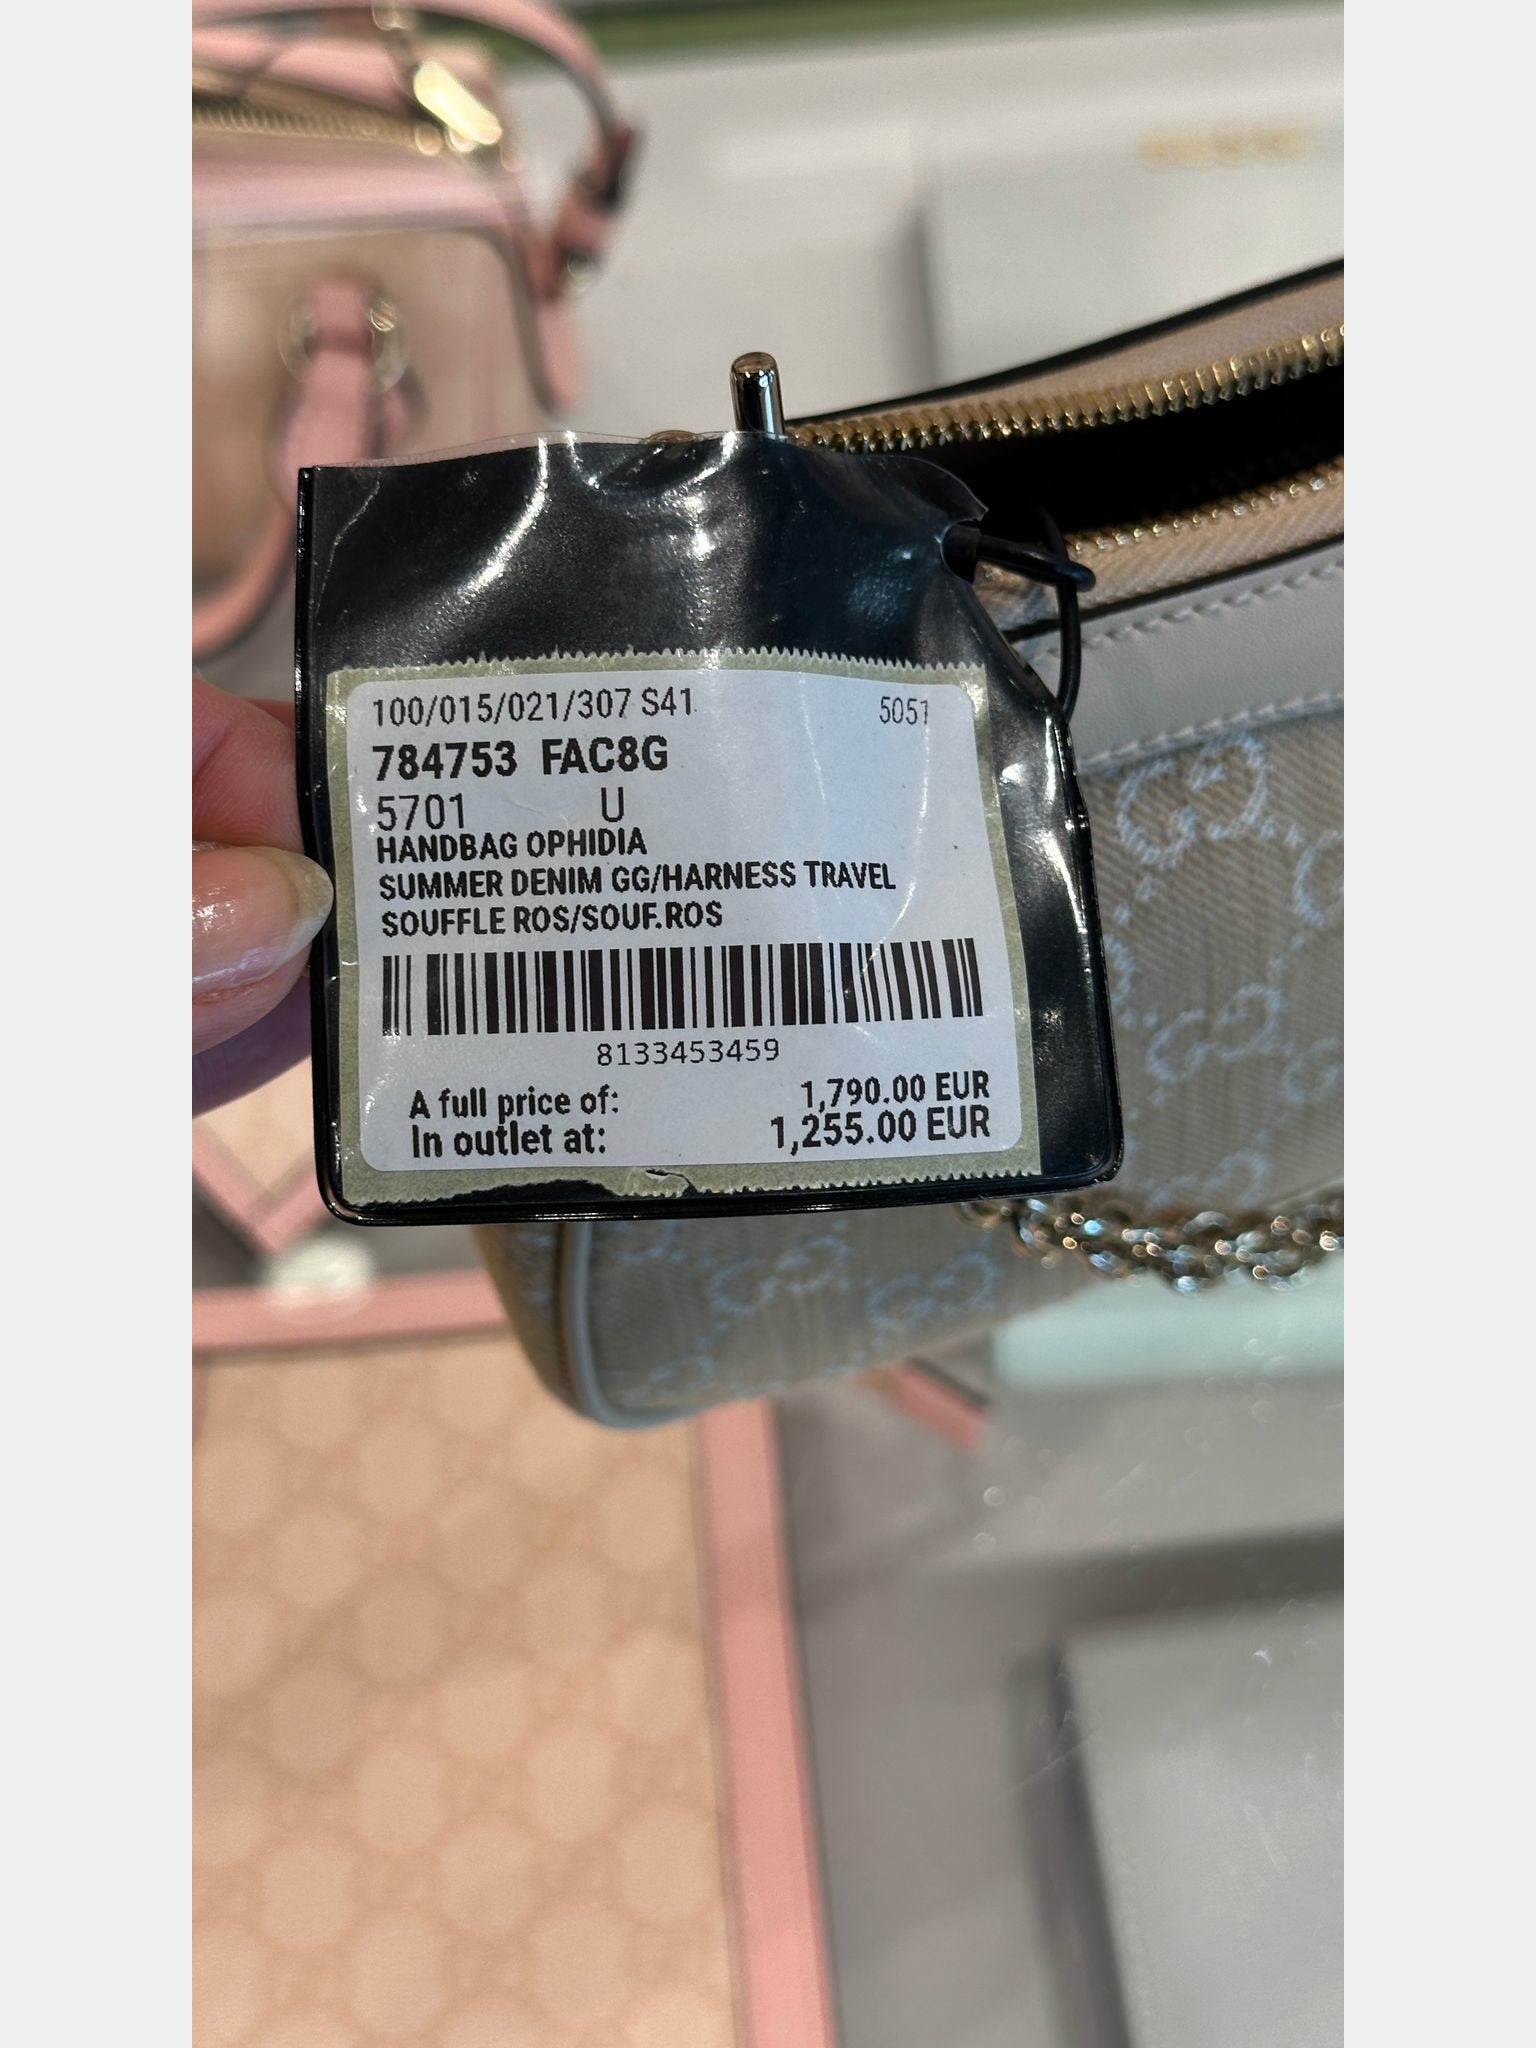 100/015/021/307 S41 5051
784753 FAC8G
5701 U
HANDBAG OPHIDIA
SUMMER DENIM GG/HARNESS TRAVEL
SOUFFLE ROS/SOUF.ROS
8133453459
A full price of: 1,790.00 EUR
In outlet at: 1,255.00 EUR